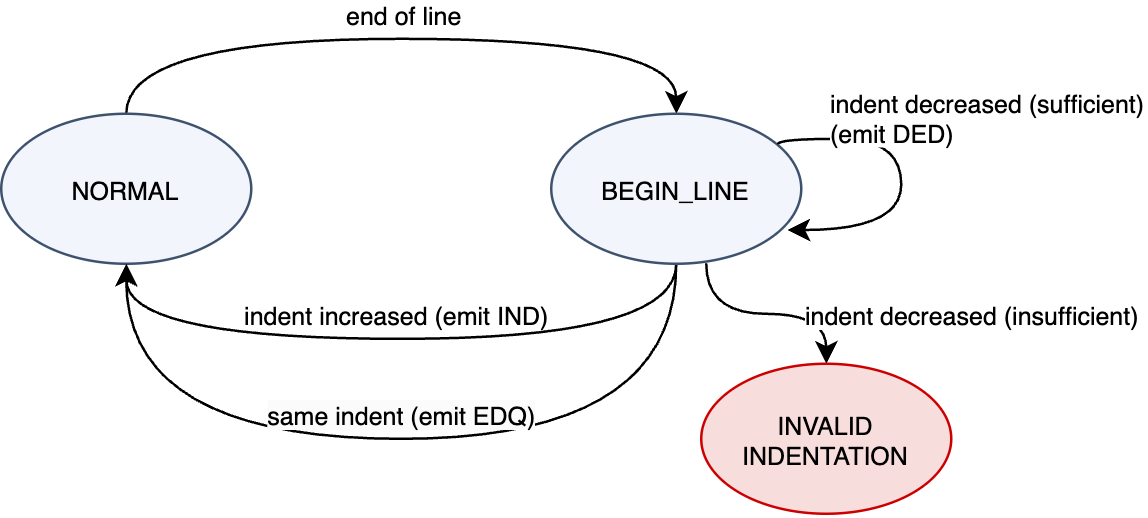 end of line
indent decreased (sufficient)
(emit DED)
NORMAL
BEGIN_LINE
indent increased (emit IND)
indent decreased (insufficient)
same indent (emit EDQ)
INVALID
INDENTATION